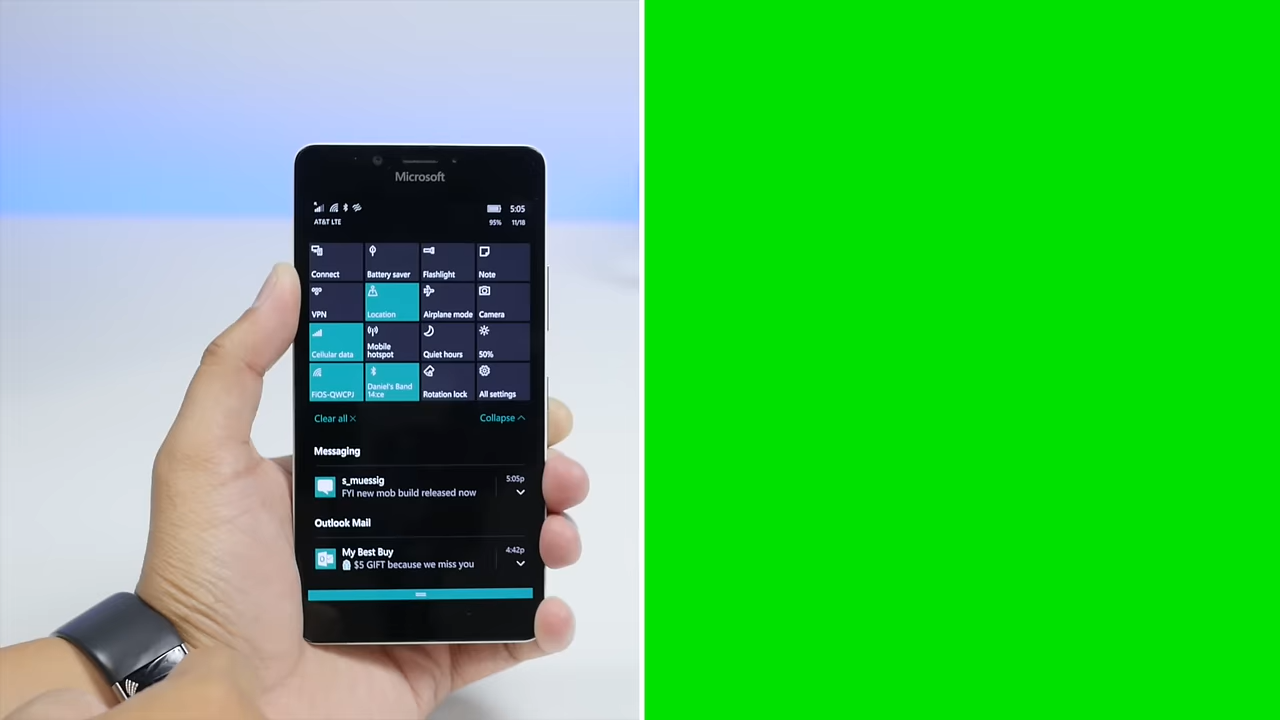 Microsoft
5:05
AT&T LTE
95% 11/18
Connect
Battery saver
Flashlight
Note
VPN
Location
Airplane mode
Camera
Cellular data
Mobile
hotspot
Quiet hours
50%
FiOS-QWCPJ
Daniel's Band
14:ce
Rotation lock
All settings
Clear all
Collapse
Messaging
s_muessig
5:05p
FYI new mob build released now
Outlook Mail
My Best Buy
4:42p
$5 GIFT because we miss you